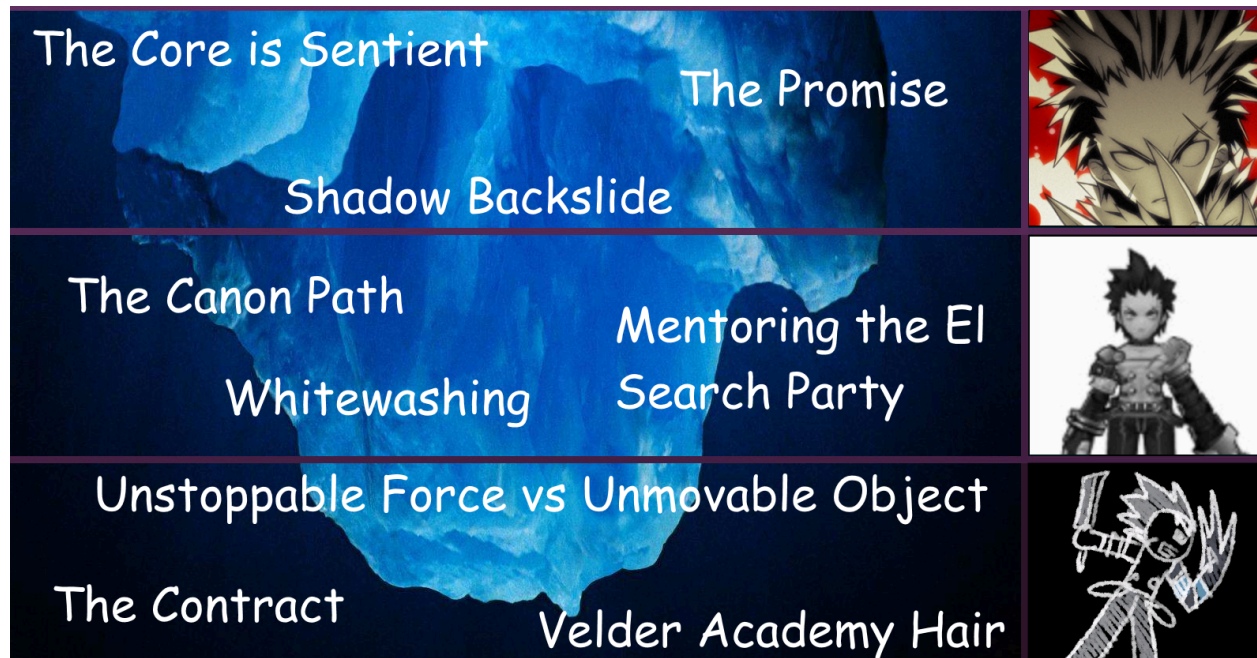 The Core is Sentient
The Promise
Shadow Backslide
The Canon Path
Mentoring the El
Search Party
Whitewashing
Unstoppable Force vs Unmovable Object
The Contract
Velder Academy Hair